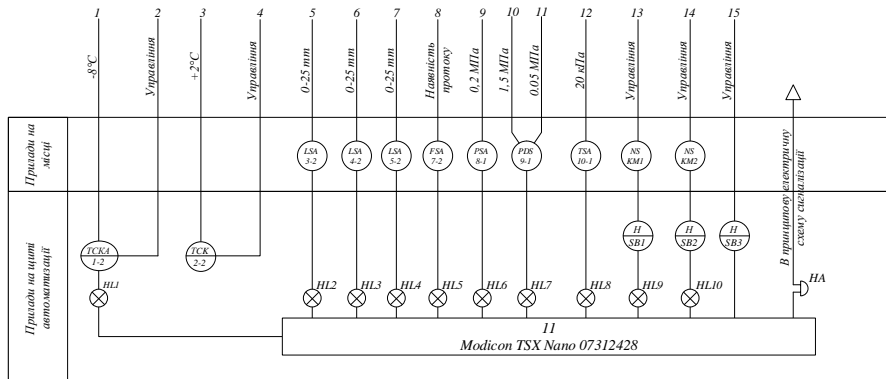 1 2 3 4 5 6 7 8 9 10 11 12 13 14 15
-8°C
Управління
+2°C
Управління
0-25 mm
0-25 mm
0-25 mm
Наявність
протоку
0,2 МПа
1.5 МПа
0.05 МПа
20 кПа
Управління
Управління
Управління
Прилади на
місці
LSA
3-2
LSA
4-2
LSA
5-2
FSA
7-2
PSA
8-1
PDS
9-1
TSA
10-1
NS
KM1
NS
KM2
В принципову електричну
схему сигналізації
Прилади на щиті
автоматизації
TCKA
1-2
TCK
2-2
H
SB1
H
SB2
H
SB3
HL1
HL2
HL3
HL4
HL5
HL6
HL7
HL8
HL9
HL10
HA
11
Modicon TSX Nano 07312428